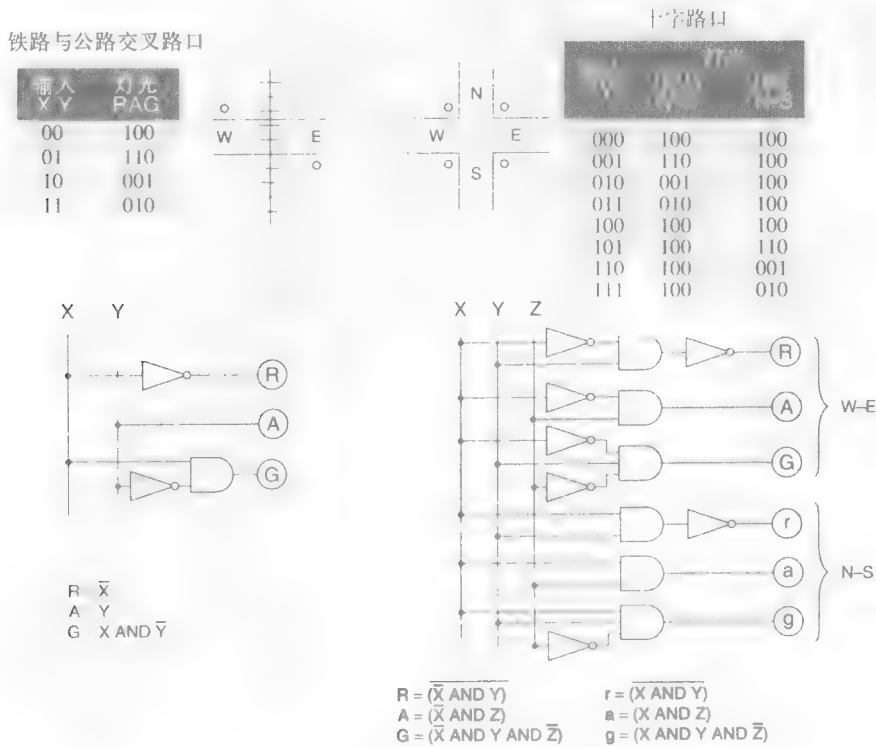 铁路与公路交叉路口
输入 灯光
X Y RAG
00 100
01 110
10 001
11 010
W E
十字路口
N
W E
S
000 100 100
001 110 100
010 001 100
011 010 100
100 100 100
101 100 110
110 100 001
111 100 010
X Y
R
A
G
R X̅
A Y
G X AND Y̅
X Y Z
R
A
G
W–E
r
a
g
N–S
R = (X̅ AND Y)̅
A = (X̅ AND Z)
G = (X̅ AND Y AND Z̅)
r = (X AND Y)̅
a = (X AND Z)
g = (X AND Y AND Z̅)